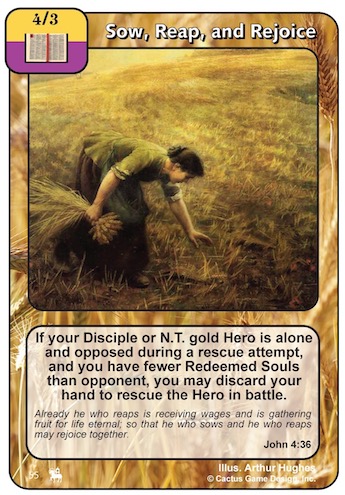 4/3
Sow, Reap, and Rejoice
If your Disciple or N.T. gold Hero is alone
and opposed during a rescue attempt,
and you have fewer Redeemed Souls
than opponent, you may discard your
hand to rescue the Hero in battle.
Already he who reaps is receiving wages and is gathering
fruit for life eternal; so that he who sows and he who reaps
may rejoice together.
John 4:36
Illus. Arthur Hughes
© Cactus Game Design, Inc.